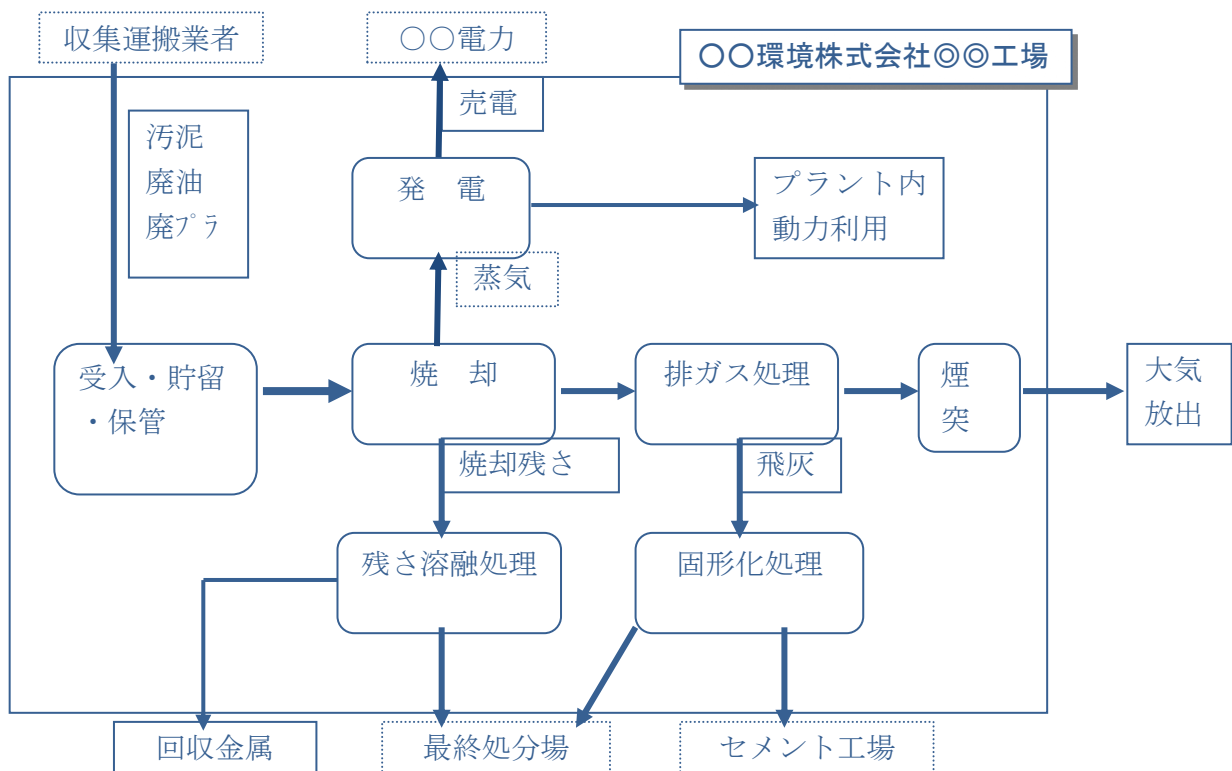 収集運搬業者
〇〇電力
〇〇環境株式会社◎◎工場
汚泥
廃油
廃プラ
売電
発 電
プラント内
動力利用
蒸気
受入・貯留
・保管
焼 却
排ガス処理
煙
突
大気
放出
焼却残さ
飛灰
残さ溶融処理
固形化処理
回収金属
最終処分場
セメント工場